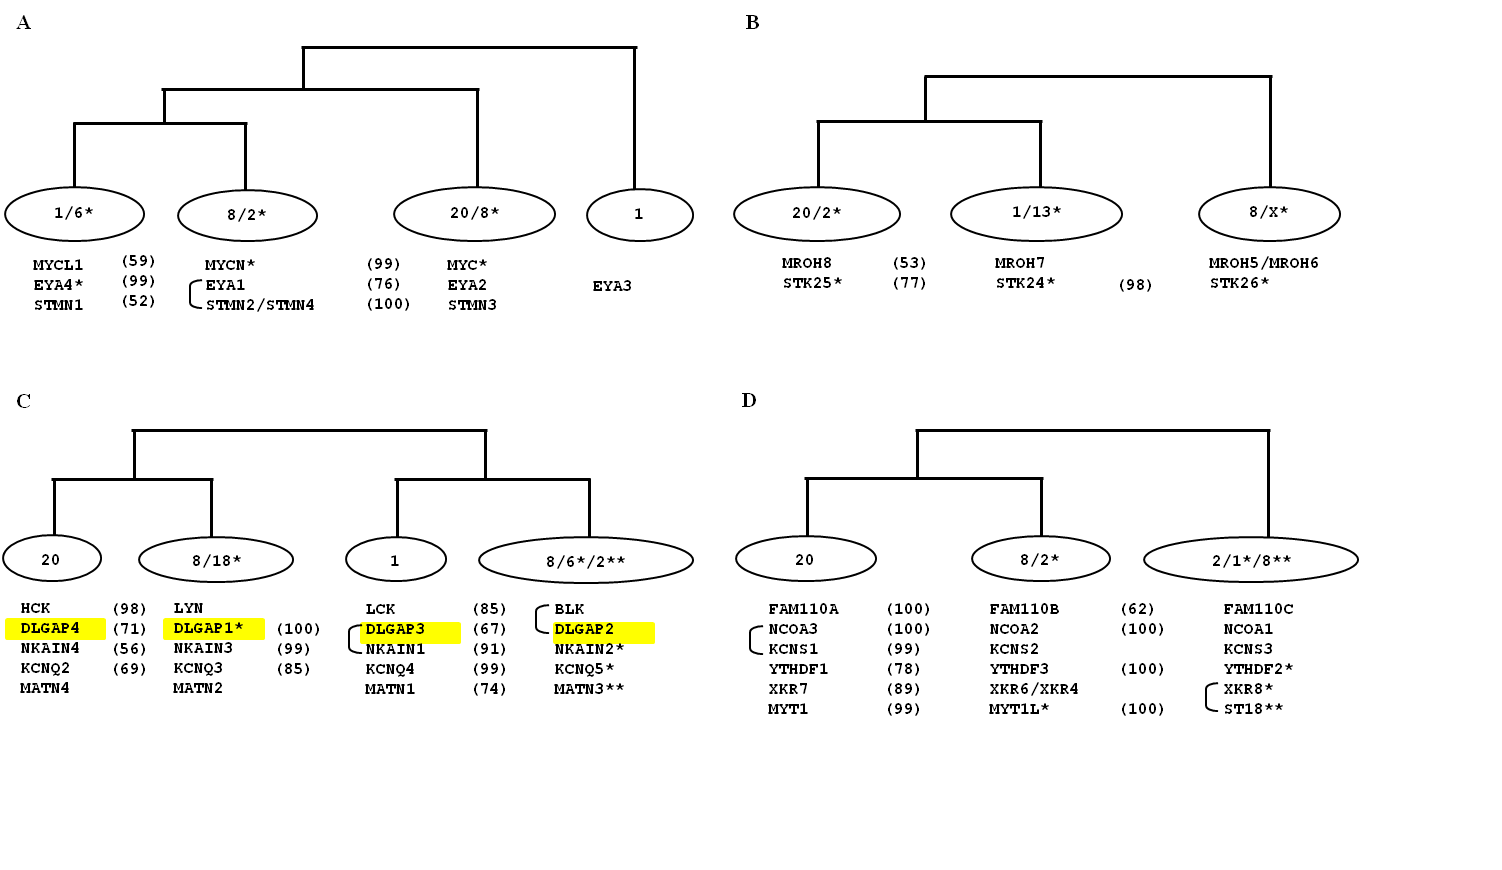 A
1/6*
8/2*
20/8*
1
MYCL1 (59) MYCN* (99) MYC*
EYA4* (99) EYA1 (76) EYA2 EYA3
STMN1 (52) STMN2/STMN4 (100) STMN3
B
20/2*
1/13*
8/X*
MROH8 (53) MROH7 MROH5/MROH6
STK25* (77) STK24* (98) STK26*
C
20
8/18*
1
8/6*/2**
HCK (98) LYN LCK (85) BLK
DLGAP4 (71) DLGAP1* (100) DLGAP3 (67) DLGAP2
NKAIN4 (56) NKAIN3 (99) NKAIN1 (91) NKAIN2*
KCNQ2 (69) KCNQ3 (85) KCNQ4 (99) KCNQ5*
MATN4 MATN2 MATN1 (74) MATN3**
D
20
8/2*
2/1*/8**
FAM110A (100) FAM110B (62) FAM110C
NCOA3 (100) NCOA2 (100) NCOA1
KCNS1 (99) KCNS2 KCNS3
YTHDF1 (78) YTHDF3 (100) YTHDF2*
XKR7 (89) XKR6/XKR4 XKR8*
MYT1 (99) MYT1L* (100) ST18**